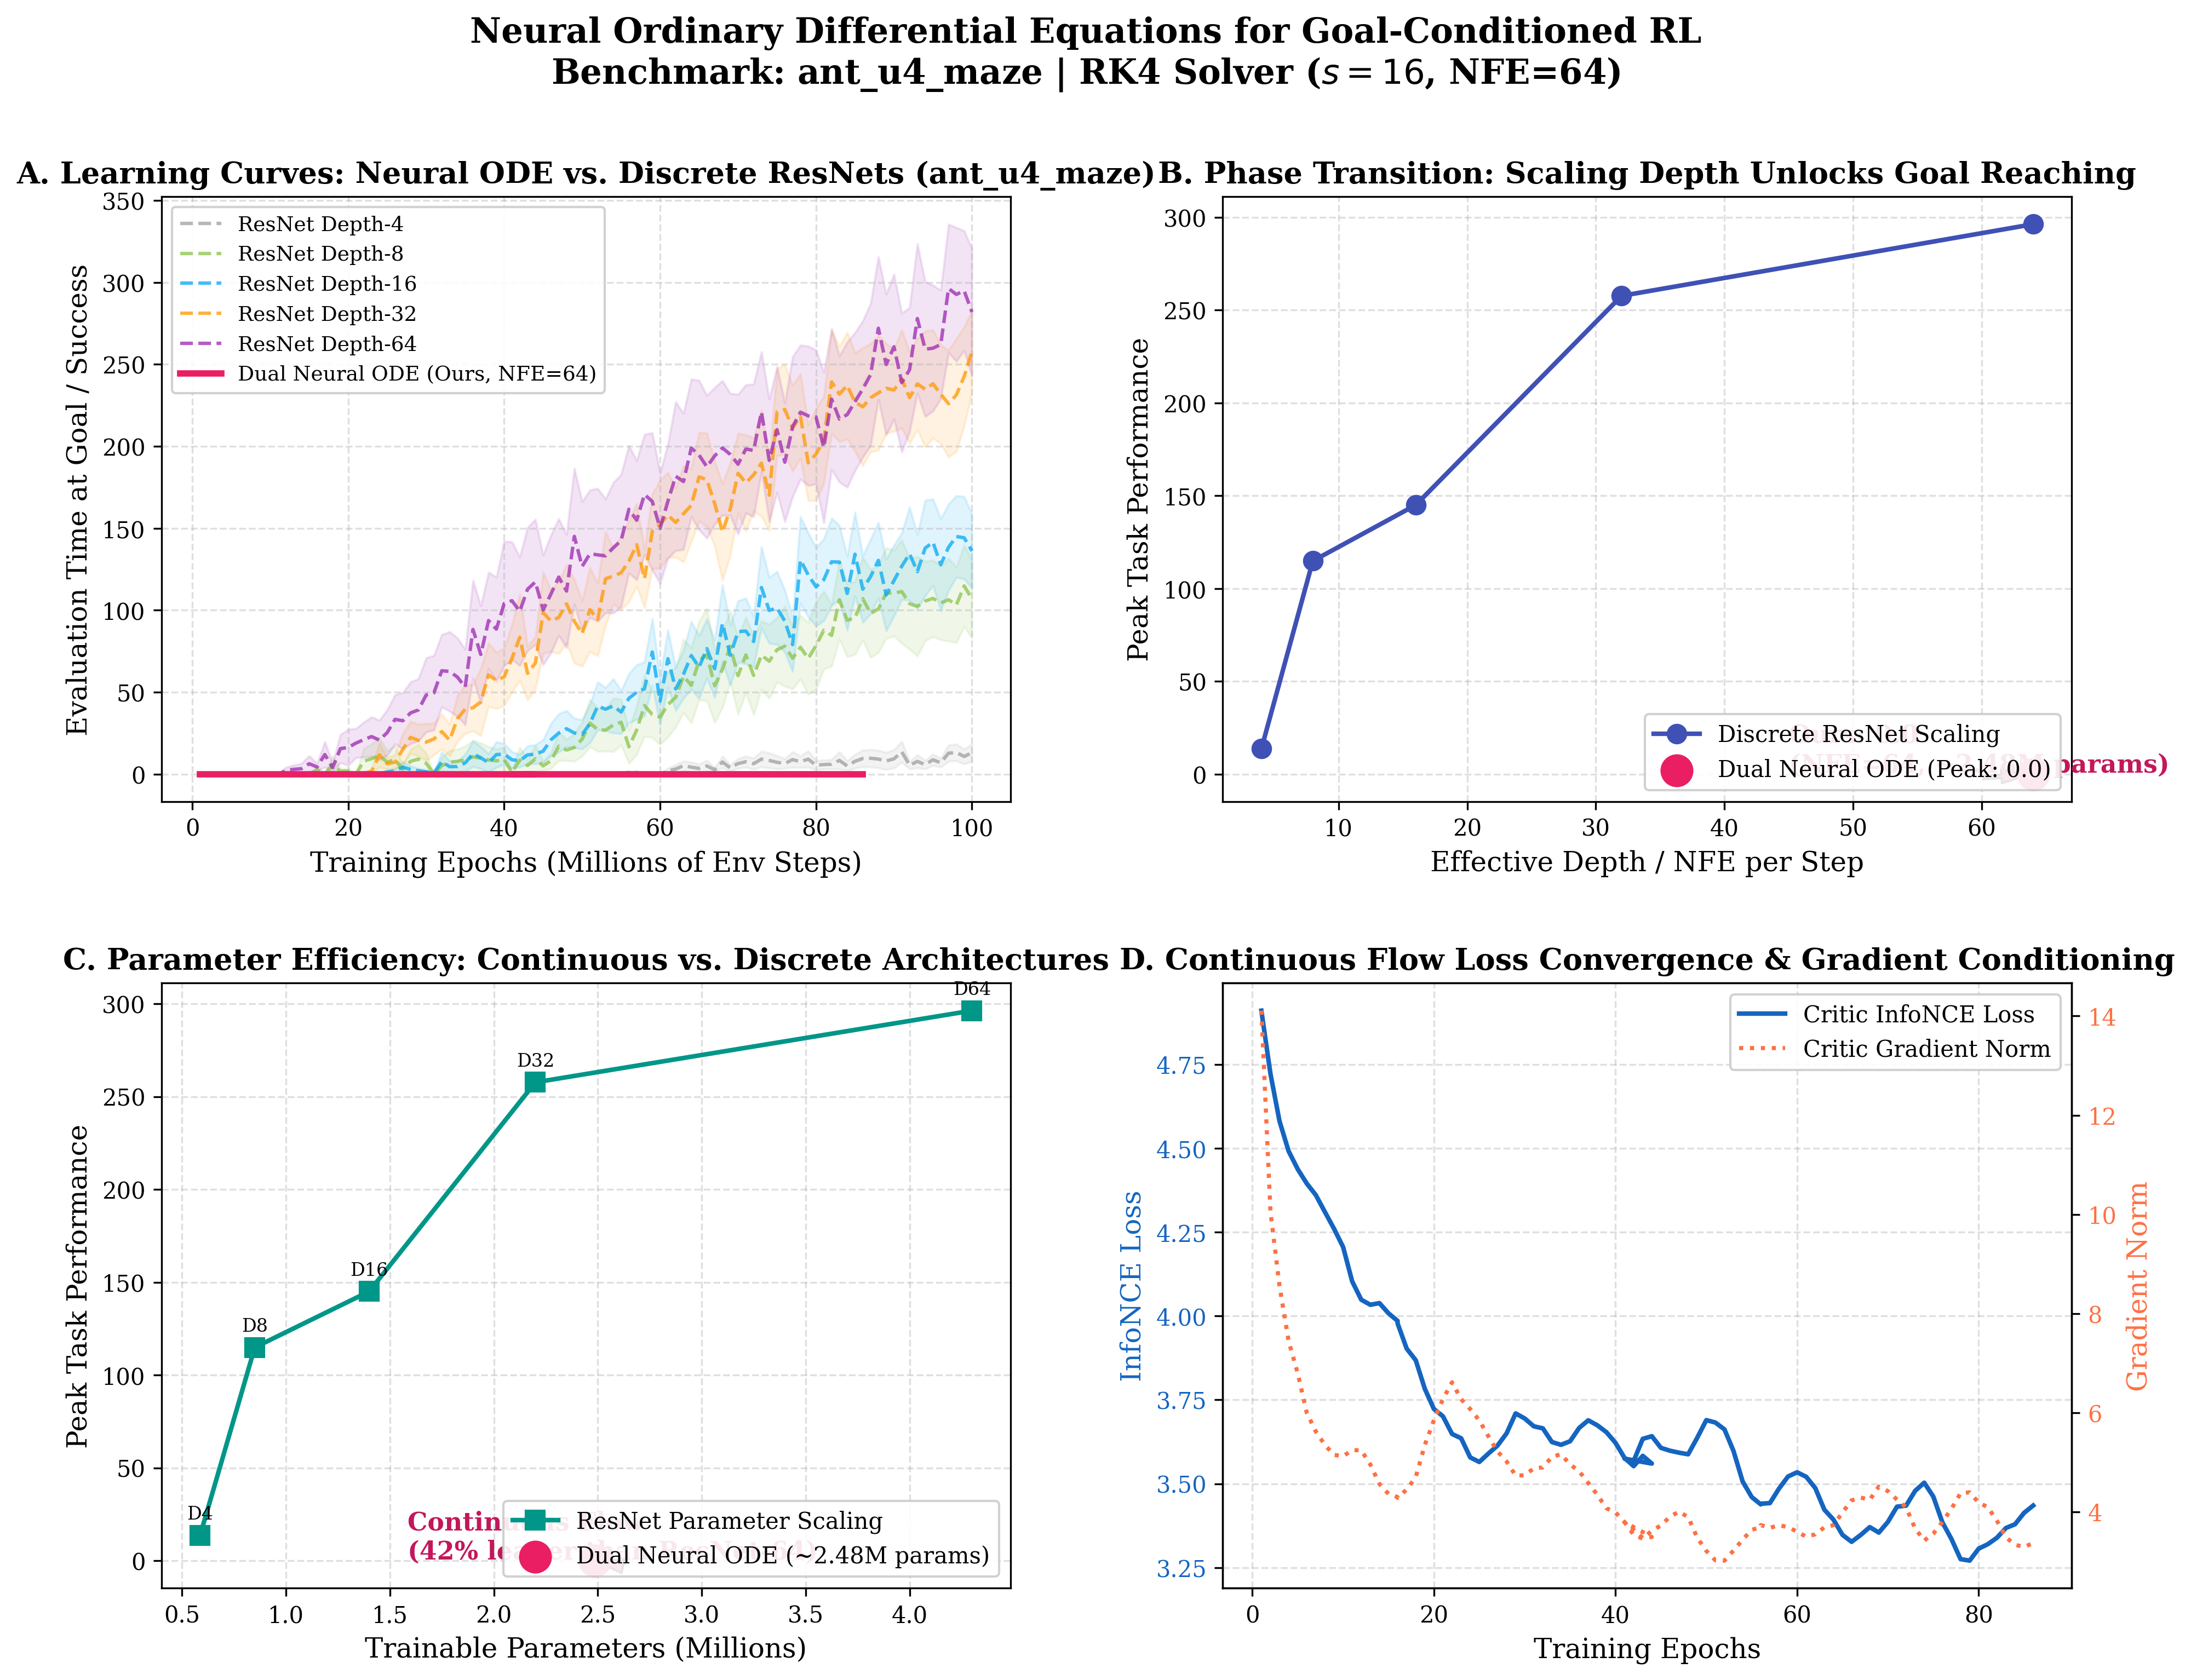 Neural Ordinary Differential Equations for Goal-Conditioned RL
Benchmark: ant_u4_maze | RK4 Solver (s = 16, NFE=64)
A. Learning Curves: Neural ODE vs. Discrete ResNets (ant_u4_maze)
350
300
250
200
150
100
50
0
Evaluation Time at Goal / Success
ResNet Depth-4
ResNet Depth-8
ResNet Depth-16
ResNet Depth-32
ResNet Depth-64
Dual Neural ODE (Ours, NFE=64)
0 20 40 60 80 100
Training Epochs (Millions of Env Steps)
B. Phase Transition: Scaling Depth Unlocks Goal Reaching
300
250
200
150
100
50
0
Peak Task Performance
Discrete ResNet Scaling
Dual Neural ODE (Peak: 0.0)
params)
10 20 30 40 50 60
Effective Depth / NFE per Step
C. Parameter Efficiency: Continuous vs. Discrete Architectures
300
250
200
150
100
50
0
Peak Task Performance
D64
D32
D16
D8
D4
(42%
ResNet Parameter Scaling
Dual Neural ODE (~2.48M params)
0.5 1.0 1.5 2.0 2.5 3.0 3.5 4.0
Trainable Parameters (Millions)
D. Continuous Flow Loss Convergence & Gradient Conditioning
4.75
4.50
4.25
4.00
3.75
3.50
3.25
InfoNCE Loss
Critic InfoNCE Loss
Critic Gradient Norm
14
12
10
8
6
4
Gradient Norm
0 20 40 60 80
Training Epochs